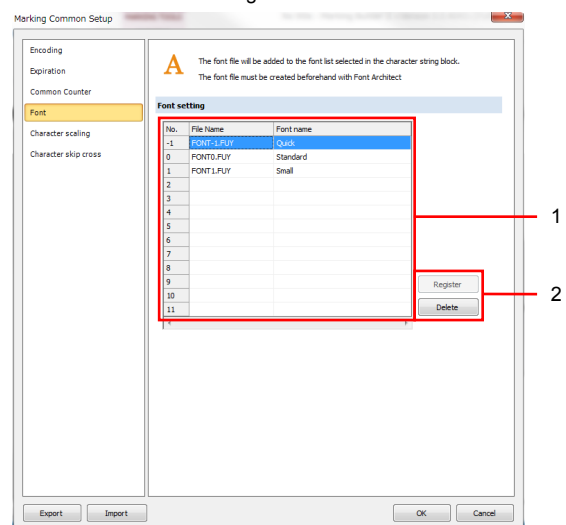 Marking Common Setup
Encoding
Expiration
Common Counter
Font
Character scaling
Character skip cross
A
The font file will be added to the font list selected in the character string block.
The font file must be created beforehand with Font Architect
Font setting
No. File Name Font name
-1 FONT-1.FUY Quick
0 FONT0.FUY Standard
1 FONT1.FUY Small
2
3
4
5
6
7
8
9
10
11
1
Register
Delete
2
Export Import OK Cancel